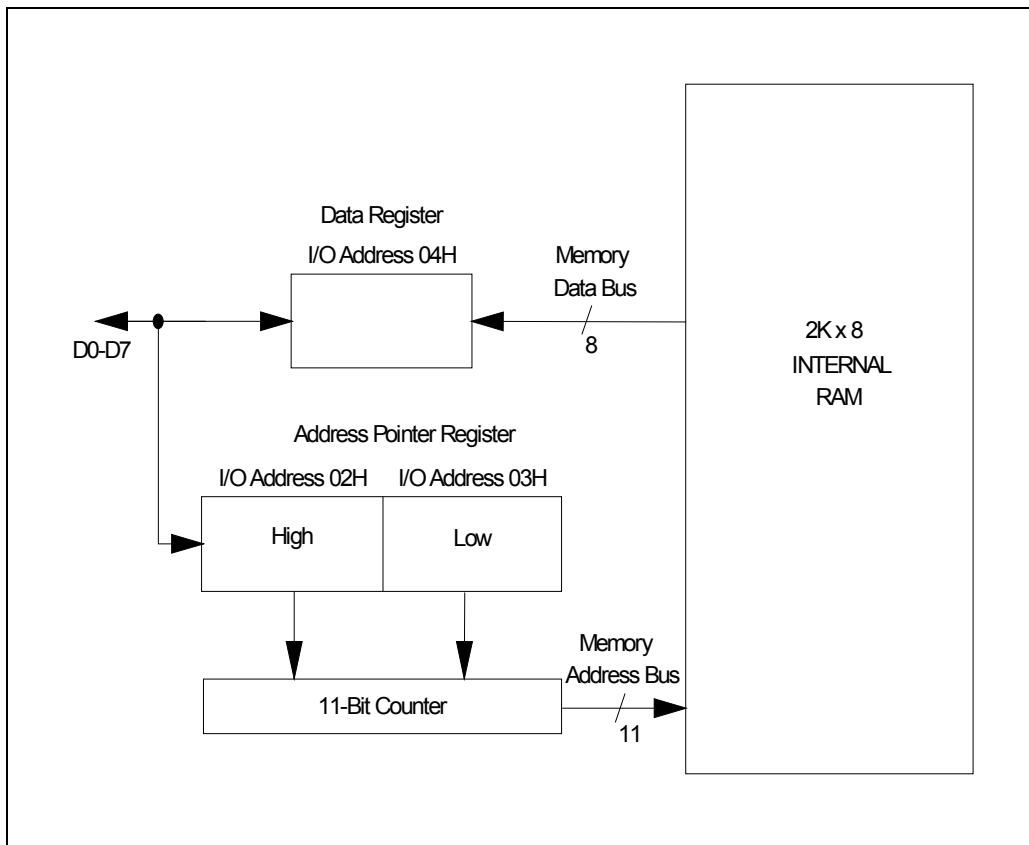 Data Register
I/O Address 04H
Memory
Data Bus
8
D0-D7
2K x 8
INTERNAL
RAM
Address Pointer Register
I/O Address 02H
I/O Address 03H
High
Low
Memory
Address Bus
11
11-Bit Counter